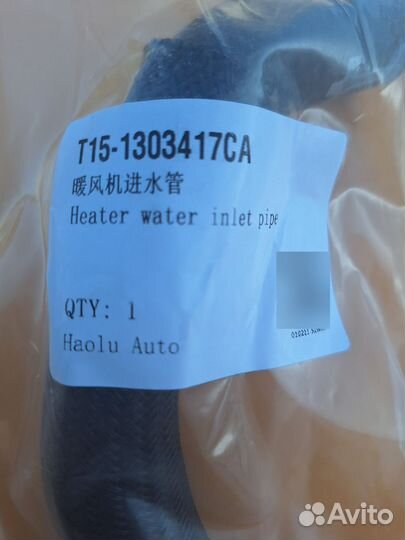 T15-1303417CA
暖风机进水管
Heater water inlet pipe
QTY: 1
Haolu Auto
Avito